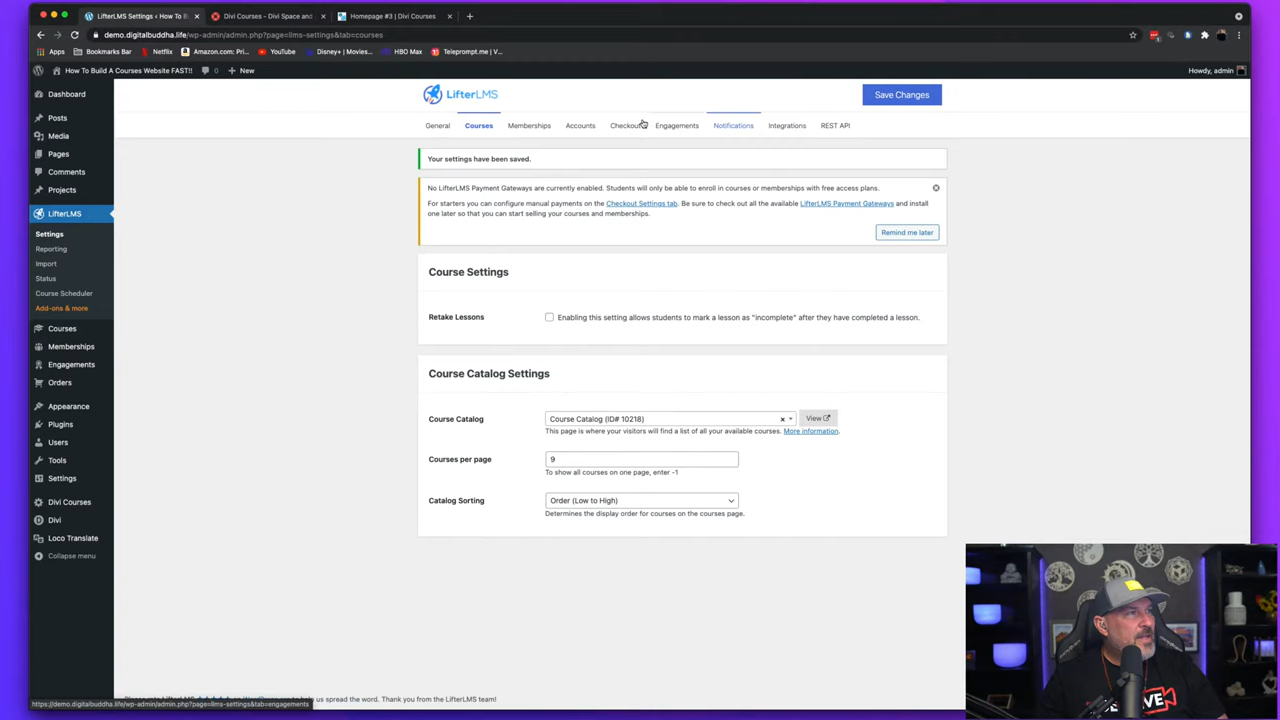 LifterLMS Settings ‹ How To B
Divi Courses - Divi Space and
Homepage #3 | Divi Courses
demo.digitalbuddha.life/wp-admin/admin.php?page=llms-settings&tab=courses
Apps
Bookmarks Bar
Netflix
Amazon.com: Pri...
YouTube
Disney+ | Movies...
HBO Max
Teleprompt.me | V...
How To Build A Courses Website FAST!!
0
New
Howdy, admin
Dashboard
Posts
Media
Pages
Comments
Projects
LifterLMS
Settings
Reporting
Import
Status
Course Scheduler
Add-ons & more
Courses
Memberships
Engagements
Orders
Appearance
Plugins
Users
Tools
Settings
Divi Courses
Divi
Loco Translate
Collapse menu
LifterLMS
Save Changes
General
Courses
Memberships
Accounts
Checkout
Engagements
Notifications
Integrations
REST API
Your settings have been saved.
No LifterLMS Payment Gateways are currently enabled. Students will only be able to enroll in courses or memberships with free access plans.
For starters you can configure manual payments on the Checkout Settings tab. Be sure to check out all the available LifterLMS Payment Gateways and install
one later so that you can start selling your courses and memberships.
Remind me later
Course Settings
Retake Lessons
Enabling this setting allows students to mark a lesson as "incomplete" after they have completed a lesson.
Course Catalog Settings
Course Catalog
Course Catalog (ID# 10218)
View
This page is where your visitors will find a list of all your available courses. More information.
Courses per page
9
To show all courses on one page, enter -1
Catalog Sorting
Order (Low to High)
Determines the display order for courses on the courses page.
us spread the word. Thank you from the LifterLMS team!
https://demo.digitalbuddha.life/wp-admin/admin.php?page=llms-settings&tab=engagements